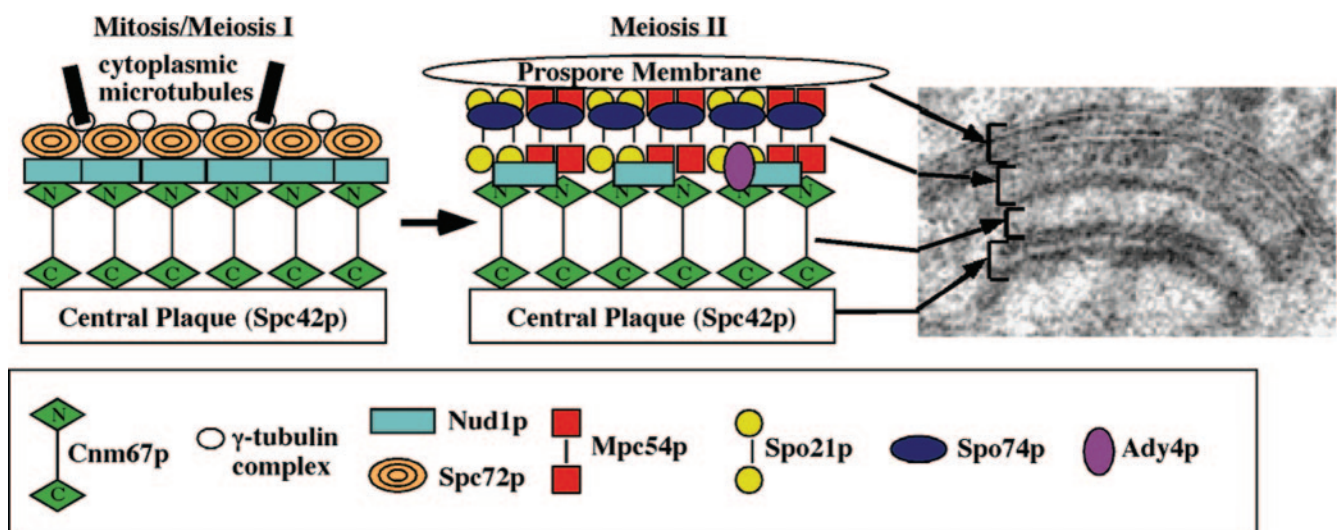 Mitosis/Meiosis I
cytoplasmic
microtubules
N N N N N N
C C C C C C
Central Plaque (Spc42p)
Meiosis II
Prospore Membrane
N N N N N N
C C C C C C
Central Plaque (Spc42p)
N
Cnm67p
C
γ-tubulin
complex
Nud1p
Spc72p
Mpc54p
Spo21p
Spo74p
Ady4p